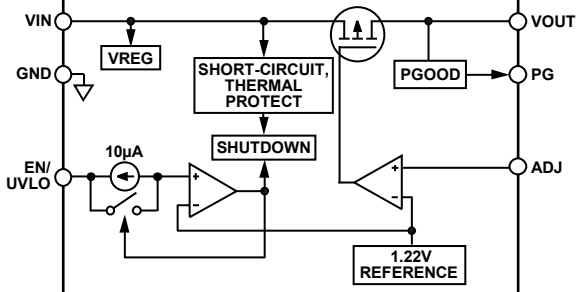 VIN
VOUT
VREG
GND
SHORT-CIRCUIT,
THERMAL
PROTECT
PGOOD
PG
SHUTDOWN
10µA
EN/
UVLO
ADJ
1.22V
REFERENCE